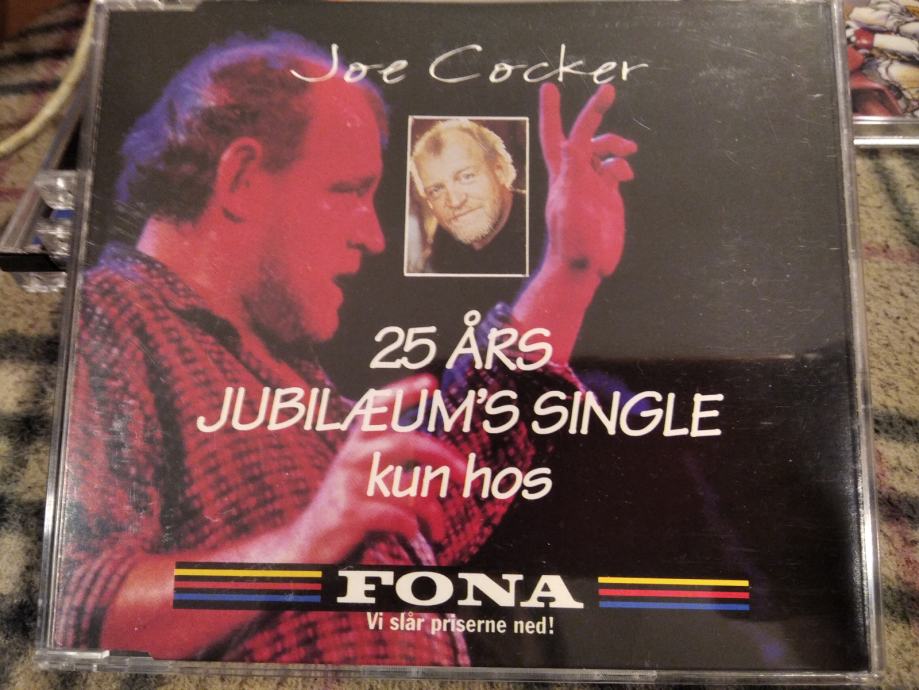 Joe Cocker
25 ÅRS
JUBILÆUM'S SINGLE
kun hos
FONA
Vi slår priserne ned!